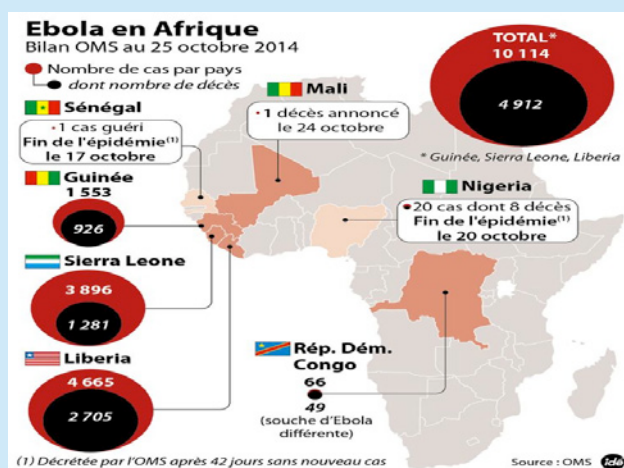 Ebola en Afrique
Bilan OMS au 25 octobre 2014
Nombre de cas par pays
dont nombre de décès
TOTAL*
10 114
4 912
* Guinée, Sierra Leone, Liberia
Mali
1 décès annoncé
le 24 octobre
Sénégal
1 cas guéri
Fin de l'épidémie(1)
le 17 octobre
Guinée
1 553
926
Nigeria
20 cas dont 8 décès
Fin de l'épidémie(1)
le 20 octobre
Sierra Leone
3 896
1 281
Liberia
4 665
2 705
Rép. Dém.
Congo
66
49
(souche d'Ebola
différente)
(1) Décrétée par l'OMS après 42 jours sans nouveau cas
Source : OMS
idé